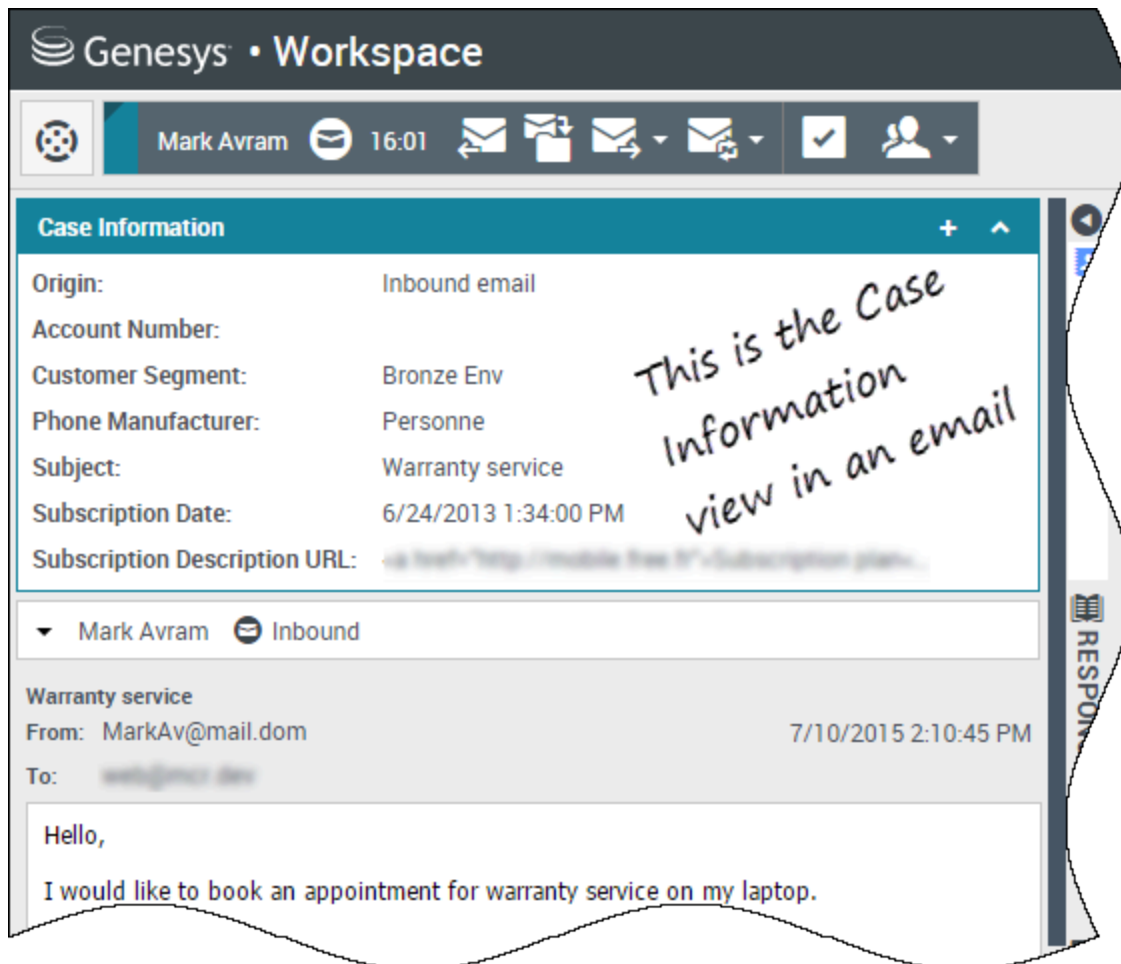 Genesys • Workspace
Mark Avram 16:01
Case Information
Origin: Inbound email
Account Number:
Customer Segment: Bronze Env
Phone Manufacturer: Personne
Subject: Warranty service
Subscription Date: 6/24/2013 1:34:00 PM
Subscription Description URL:
This is the Case
Information
view in an email
Mark Avram Inbound
Warranty service
From: MarkAv@mail.dom 7/10/2015 2:10:45 PM
To:
Hello,
I would like to book an appointment for warranty service on my laptop.